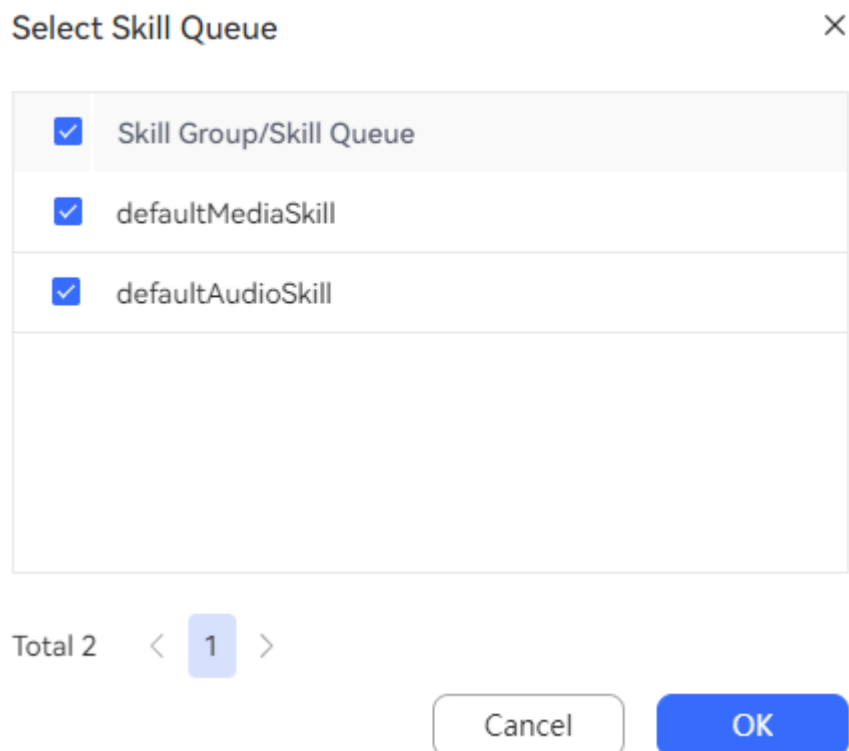 Select Skill Queue
Skill Group/Skill Queue
defaultMediaSkill
defaultAudioSkill
Total 2 < 1 >
Cancel OK